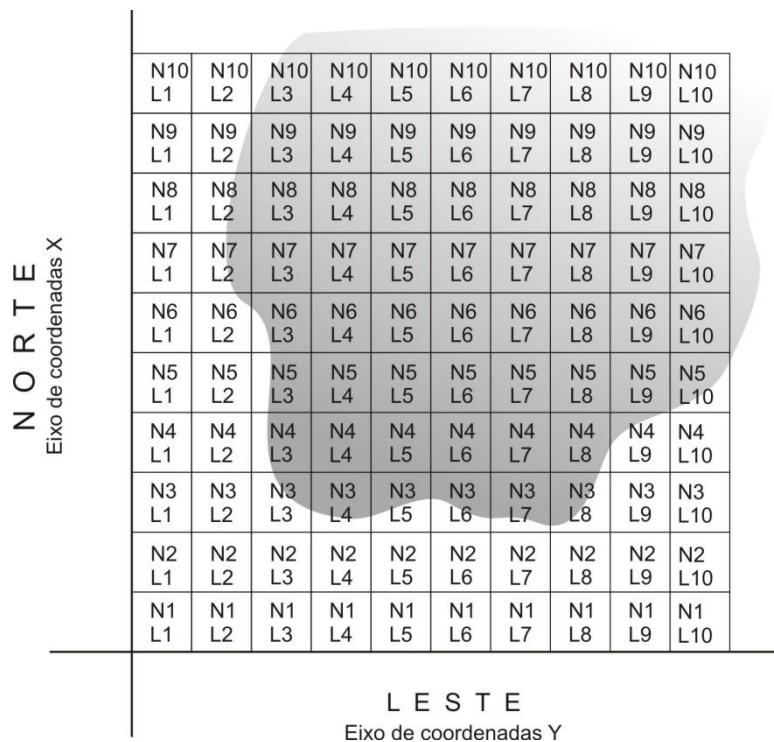 N10 N10 N10 N10 N10 N10 N10 N10 N10 N10
L1 L2 L3 L4 L5 L6 L7 L8 L9 L10
N9 N9 N9 N9 N9 N9 N9 N9 N9 N9
L1 L2 L3 L4 L5 L6 L7 L8 L9 L10
N8 N8 N8 N8 N8 N8 N8 N8 N8 N8
L1 L2 L3 L4 L5 L6 L7 L8 L9 L10
N7 N7 N7 N7 N7 N7 N7 N7 N7 N7
L1 L2 L3 L4 L5 L6 L7 L8 L9 L10
N6 N6 N6 N6 N6 N6 N6 N6 N6 N6
L1 L2 L3 L4 L5 L6 L7 L8 L9 L10
N5 N5 N5 N5 N5 N5 N5 N5 N5 N5
L1 L2 L3 L4 L5 L6 L7 L8 L9 L10
N4 N4 N4 N4 N4 N4 N4 N4 N4 N4
L1 L2 L3 L4 L5 L6 L7 L8 L9 L10
N3 N3 N3 N3 N3 N3 N3 N3 N3 N3
L1 L2 L3 L4 L5 L6 L7 L8 L9 L10
N2 N2 N2 N2 N2 N2 N2 N2 N2 N2
L1 L2 L3 L4 L5 L6 L7 L8 L9 L10
N1 N1 N1 N1 N1 N1 N1 N1 N1 N1
L1 L2 L3 L4 L5 L6 L7 L8 L9 L10
NORTE
Eixo de coordenadas X
LESTE
Eixo de coordenadas Y